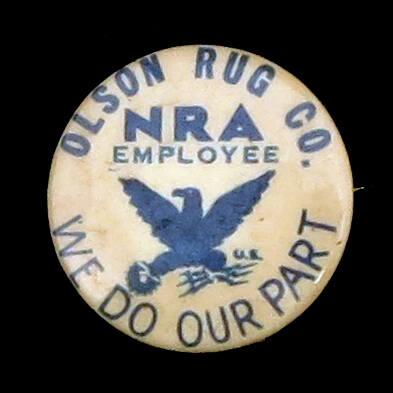 OLSON RUG CO.
NRA
EMPLOYEE
U.S.
WE DO OUR PART